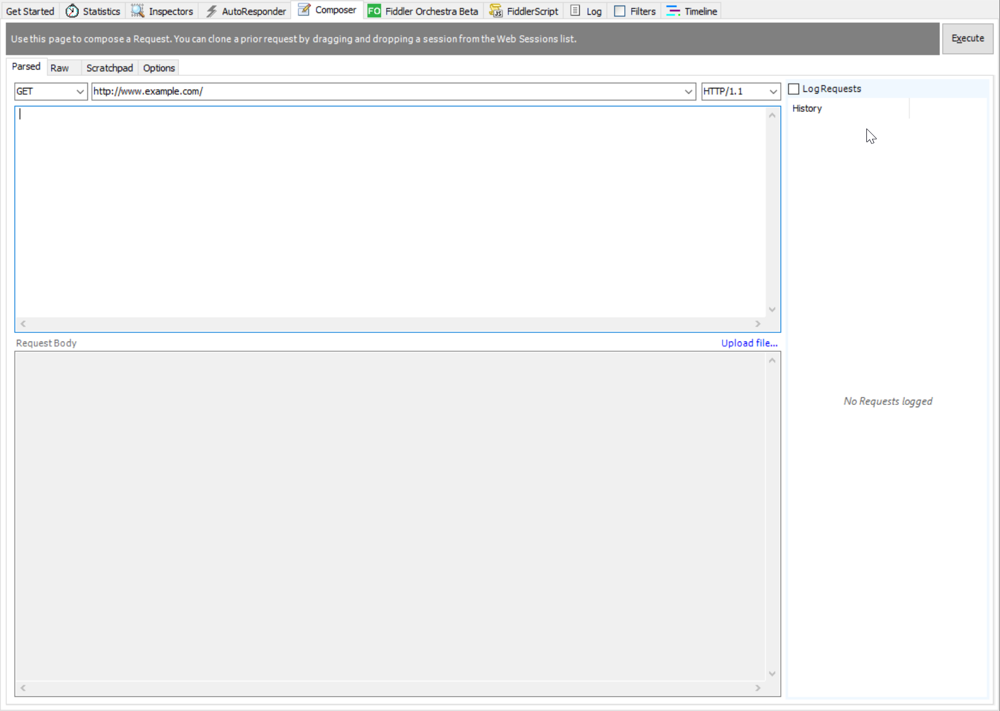 Get Started Statistics Inspectors AutoResponder Composer FO Fiddler Orchestra Beta JS FiddlerScript Log Filters Timeline
Use this page to compose a Request. You can clone a prior request by dragging and dropping a session from the Web Sessions list.
Execute
Parsed Raw Scratchpad Options
GET http://www.example.com/ HTTP/1.1
Log Requests
History
Request Body Upload file...
No Requests logged